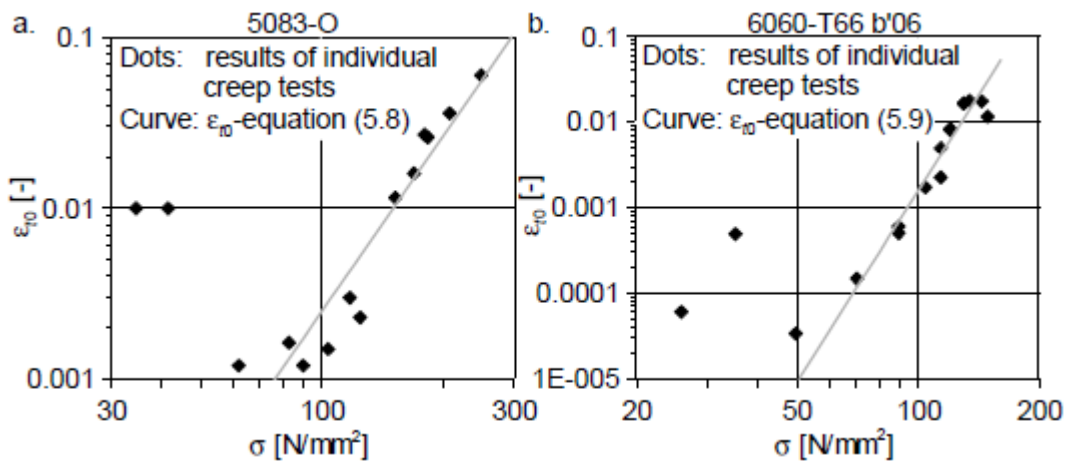 a.
5083-O
0.1
Dots: results of individual
creep tests
Curve: εt0-equation (5.8)
εt0 [-]
0.01
0.001
30
100
300
σ [N/mm²]
b.
6060-T66 b'06
0.1
Dots: results of individual
creep tests
Curve: εt0-equation (5.9)
εt0 [-]
0.01
0.001
0.0001
1E-005
20
50
100
200
σ [N/mm²]